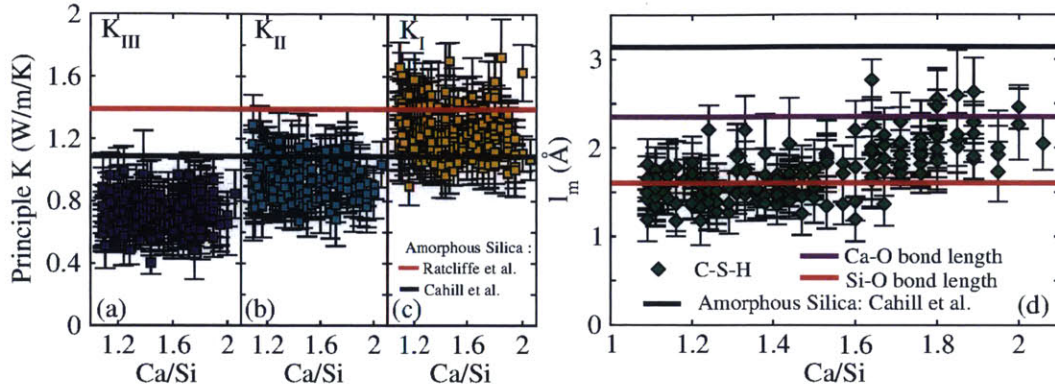 K_III
K_II
K_I
Principle K (W/m/K)
2
1.6
1.2
0.8
0.4
0
Amorphous Silica :
Ratcliffe et al.
Cahill et al.
(a)
(b)
(c)
1.2 1.6 2
1.2 1.6 2
1.2 1.6 2
Ca/Si
Ca/Si
Ca/Si
l_m (Å)
3
2
1
0
C-S-H
Ca-O bond length
Si-O bond length
Amorphous Silica: Cahill et al.
(d)
1 1.2 1.4 1.6 1.8 2
Ca/Si